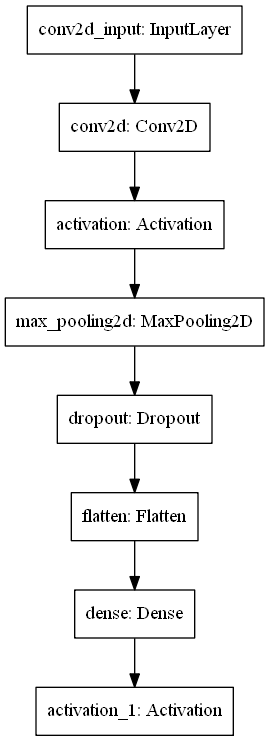 conv2d_input: InputLayer
conv2d: Conv2D
activation: Activation
max_pooling2d: MaxPooling2D
dropout: Dropout
flatten: Flatten
dense: Dense
activation_1: Activation